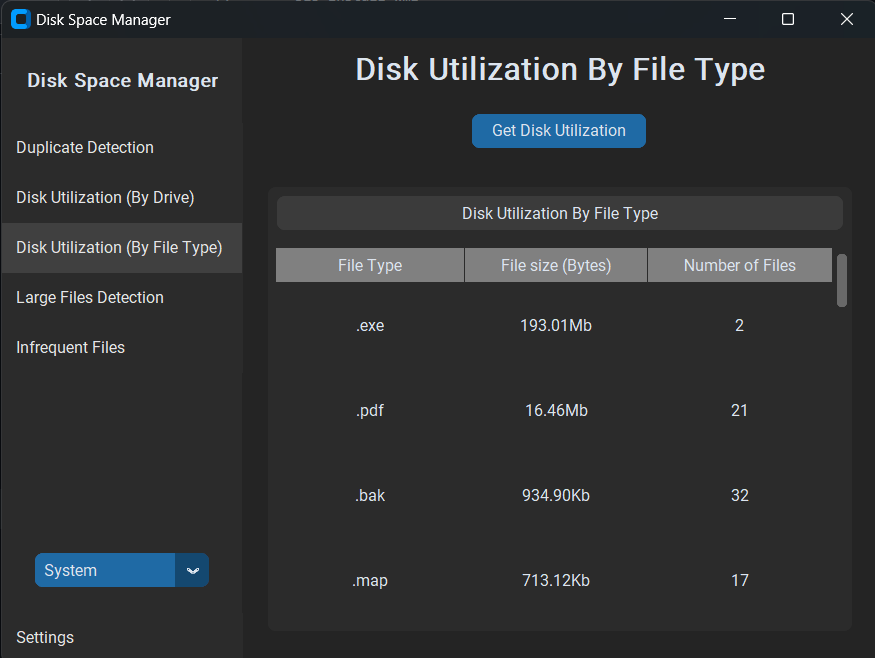 Disk Space Manager
Disk Space Manager
Duplicate Detection
Disk Utilization (By Drive)
Disk Utilization (By File Type)
Large Files Detection
Infrequent Files
System
Settings
Disk Utilization By File Type
Get Disk Utilization
Disk Utilization By File Type
File Type File size (Bytes) Number of Files
.exe 193.01Mb 2
.pdf 16.46Mb 21
.bak 934.90Kb 32
.map 713.12Kb 17